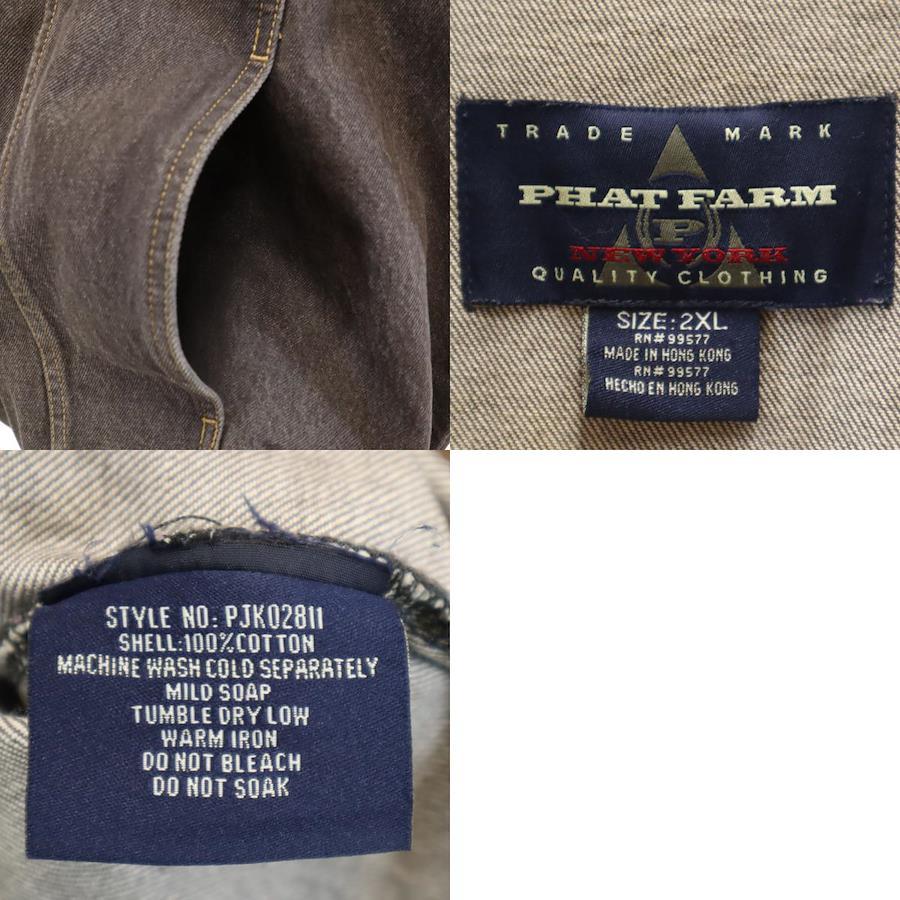 TRADE MARK
PHAT FARM
P
NEW YORK
QUALITY CLOTHING
SIZE:2XL
RN#99577
MADE IN HONG KONG
RN#99577
HECHO EN HONG KONG
STYLE NO: PJK02811
SHELL:100%COTTON
MACHINE WASH COLD SEPARATELY
MILD SOAP
TUMBLE DRY LOW
WARM IRON
DO NOT BLEACH
DO NOT SOAK